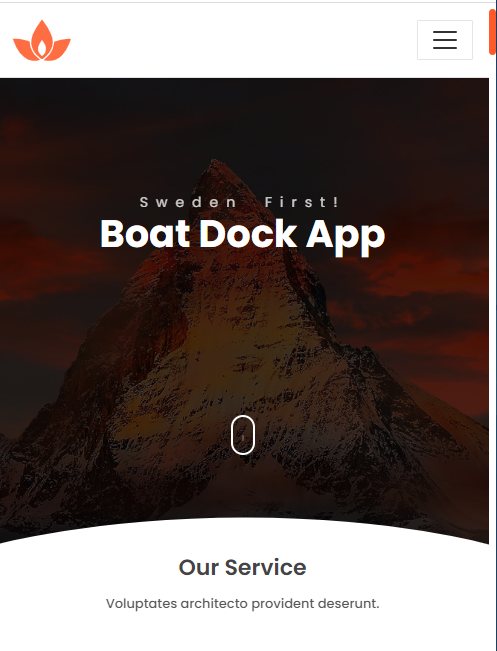 Sweden First!
Boat Dock App
Our Service
Voluptates architecto provident deserunt.